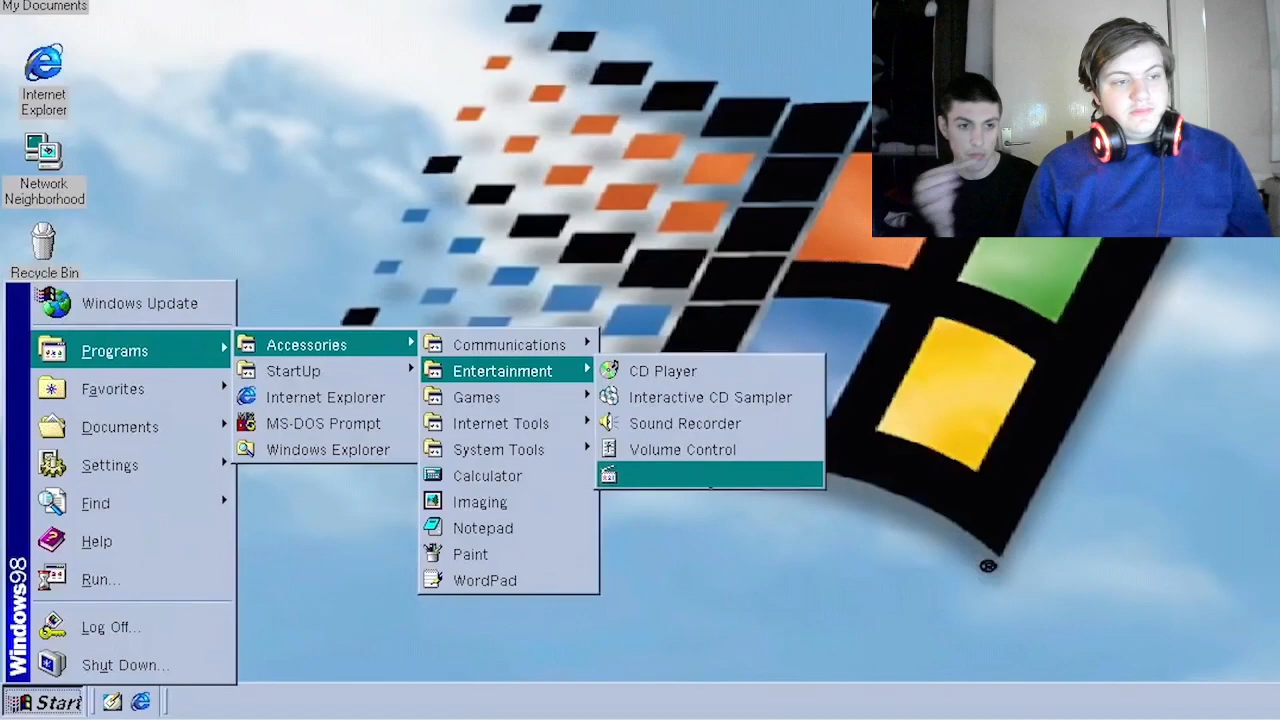 My Documents
Internet
Explorer
Network
Neighborhood
Recycle Bin
Windows Update
Programs
Favorites
Documents
Settings
Find
Help
Run...
Log Off...
Shut Down...
Windows98
Accessories
StartUp
Internet Explorer
MS-DOS Prompt
Windows Explorer
Communications
Entertainment
Games
Internet Tools
System Tools
Calculator
Imaging
Notepad
Paint
WordPad
CD Player
Interactive CD Sampler
Sound Recorder
Volume Control
®
Start